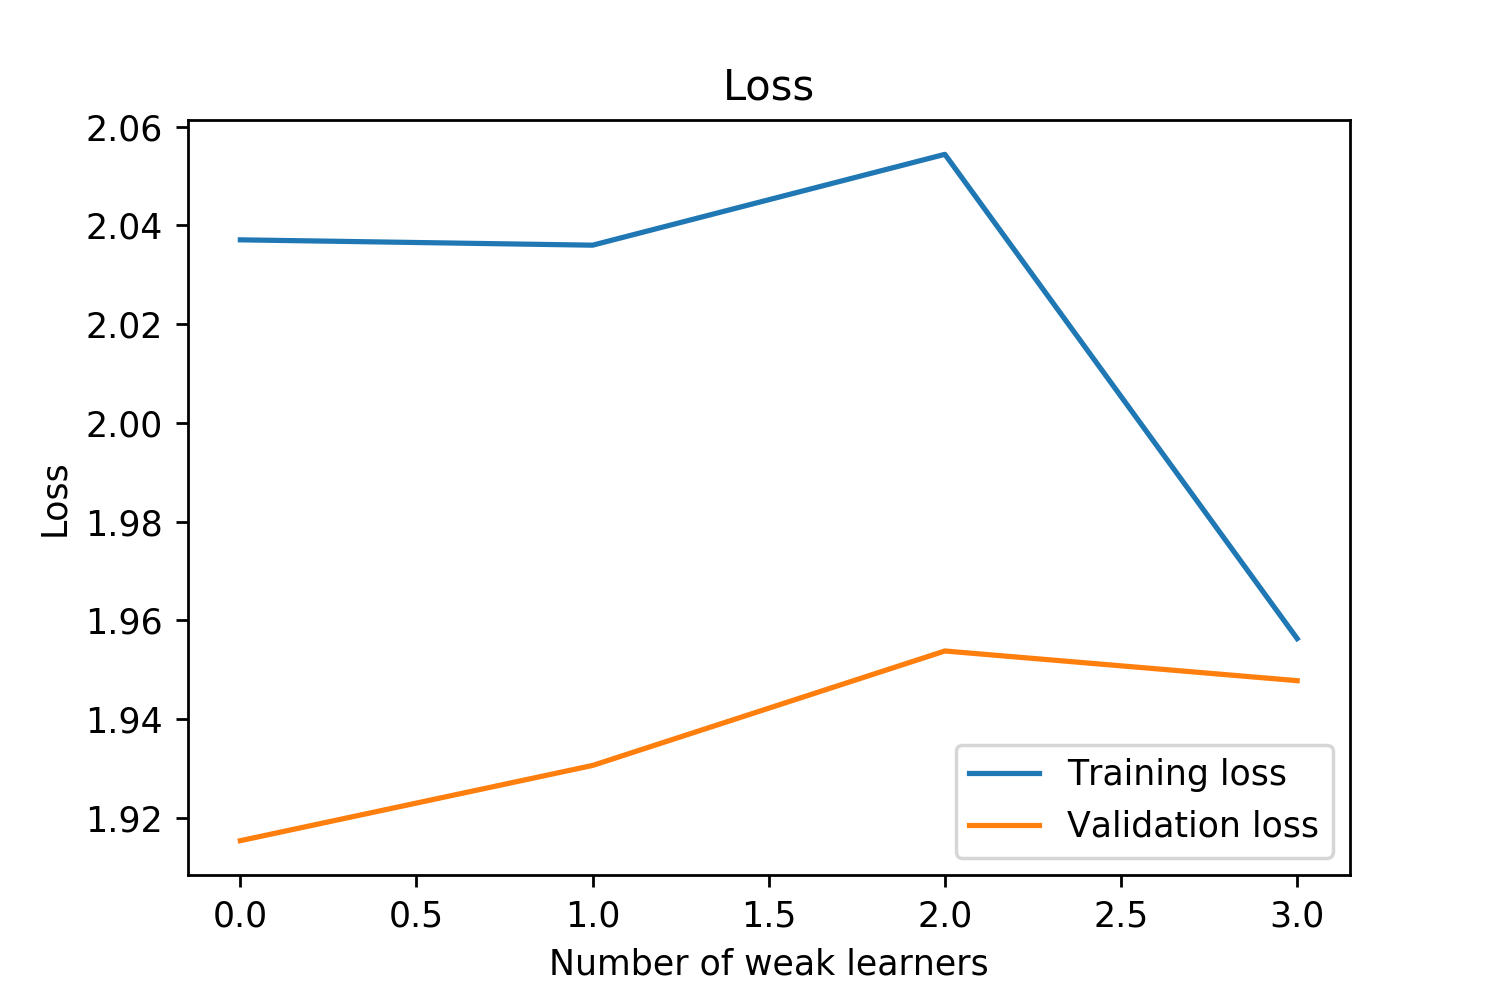 Loss
2.06
2.04
2.02
2.00
1.98
1.96
1.94
1.92
Loss
Training loss
Validation loss
0.0 0.5 1.0 1.5 2.0 2.5 3.0
Number of weak learners